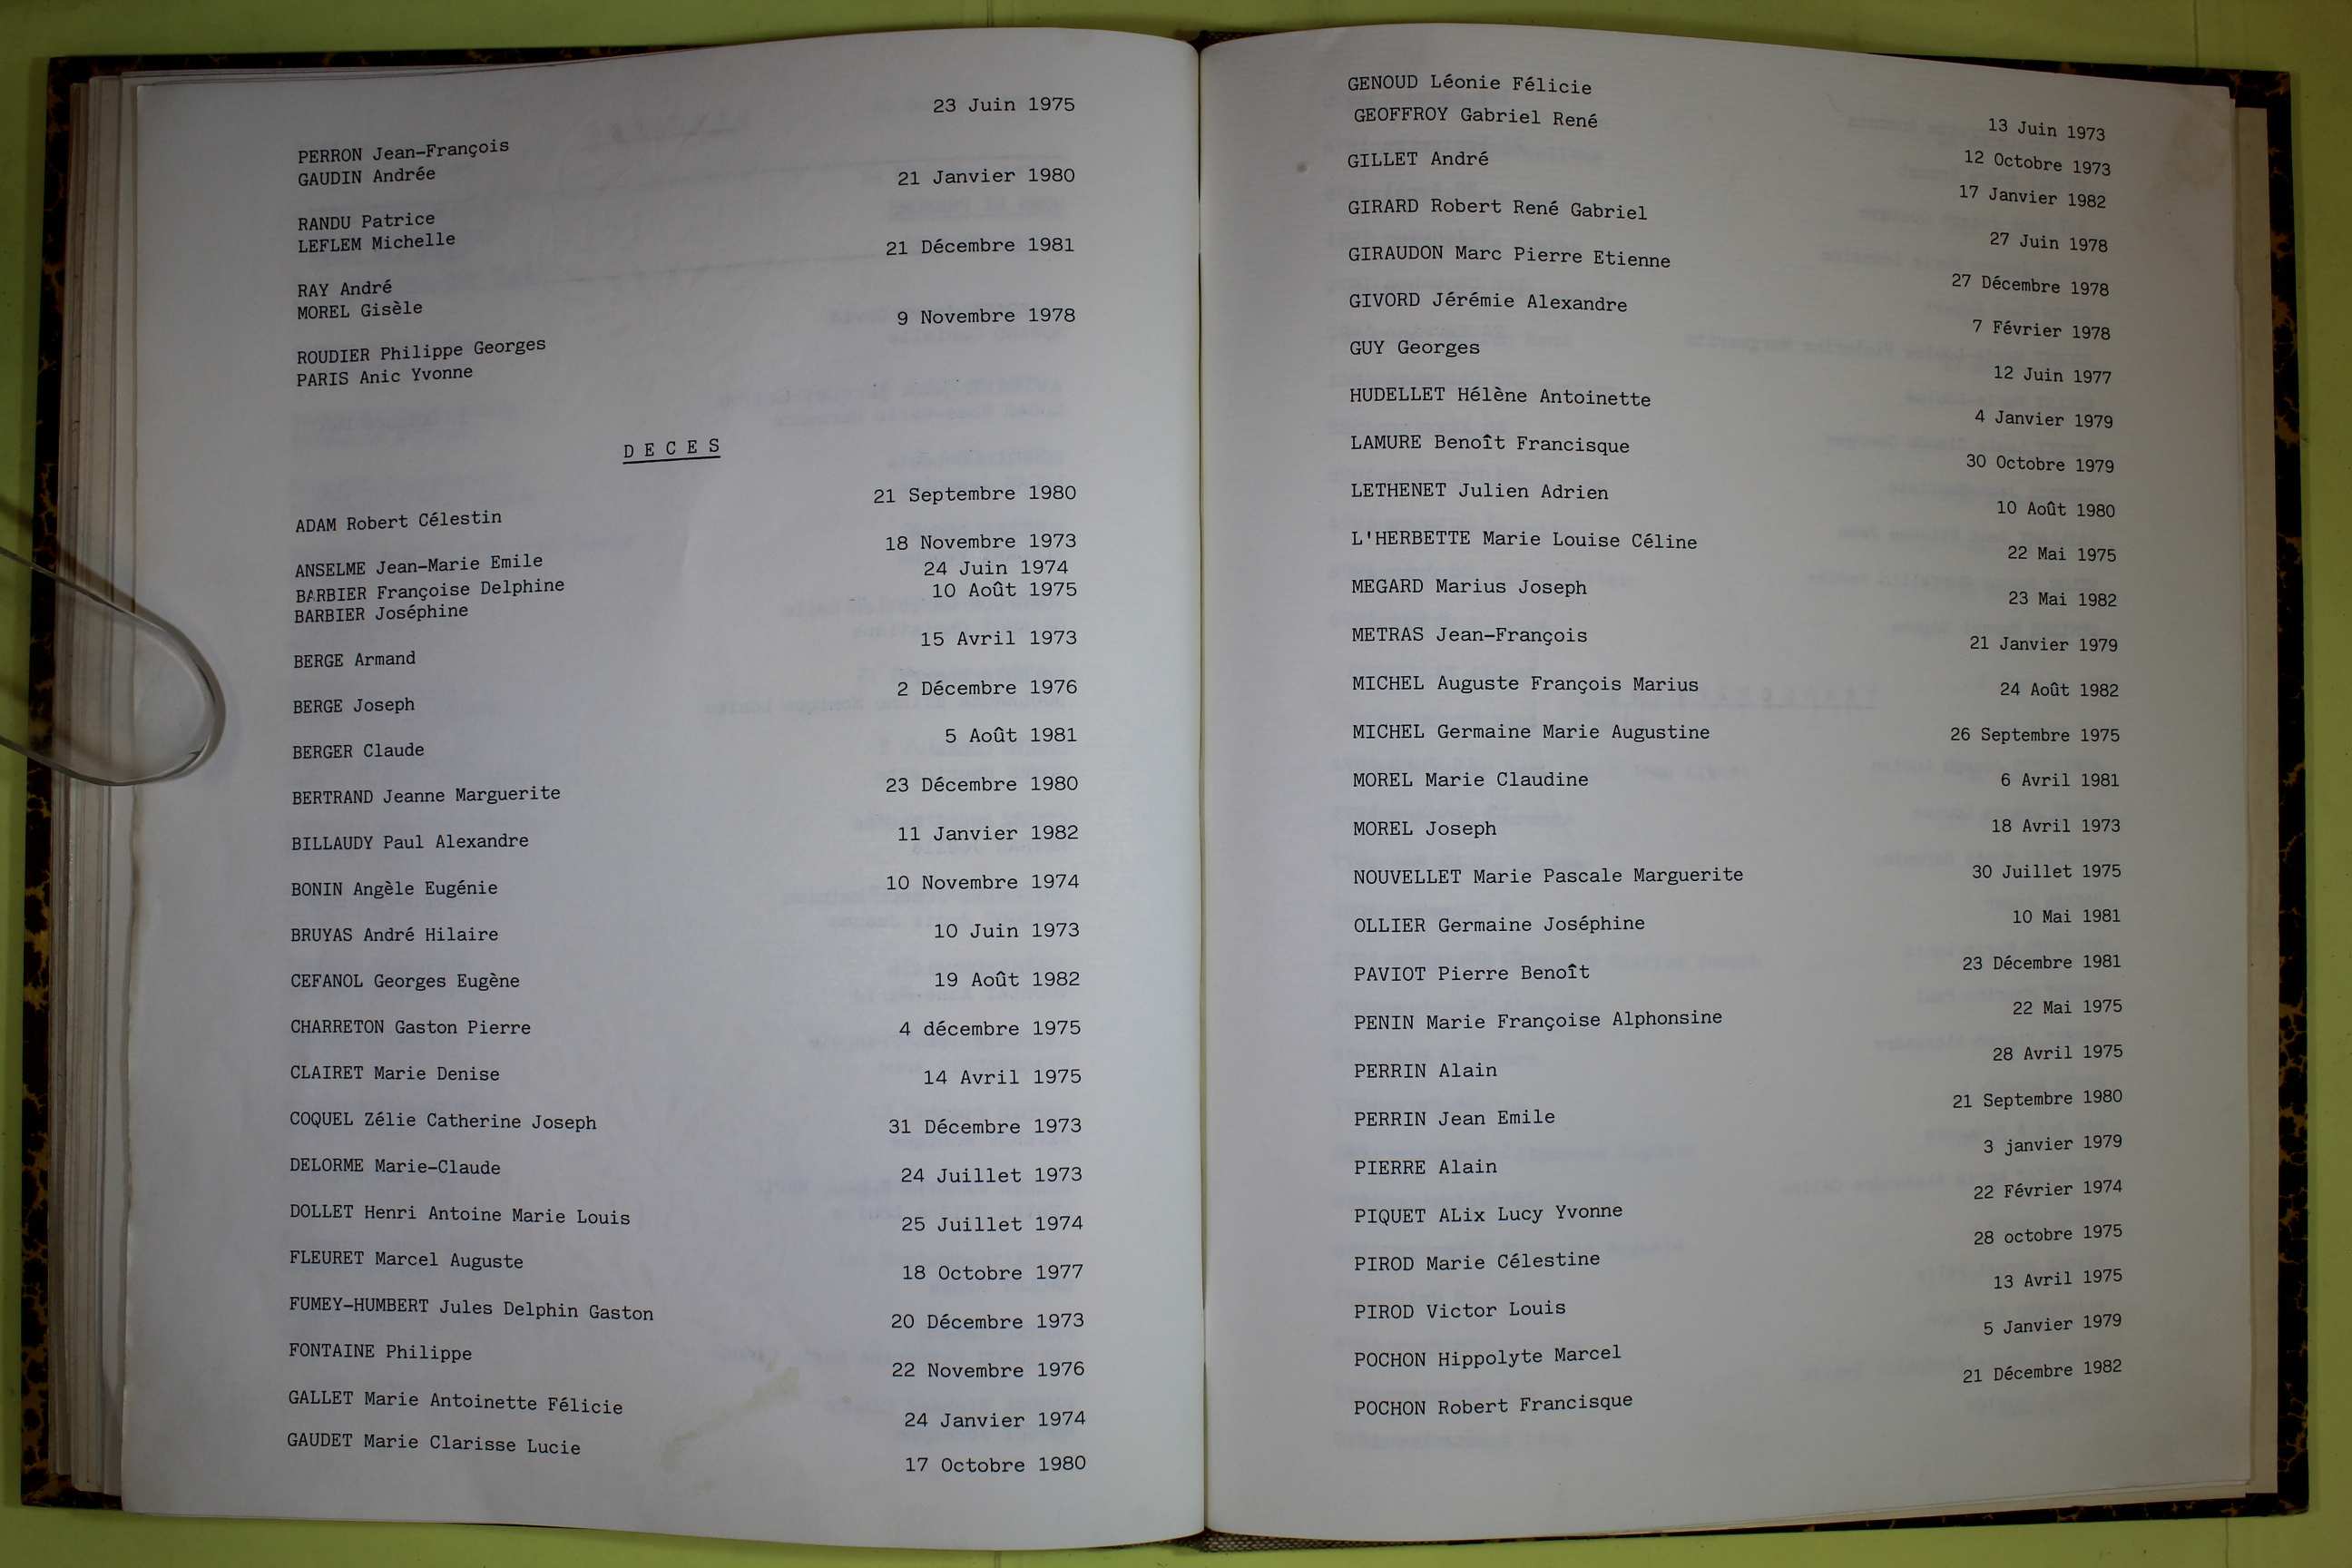 PERRON Jean-François 23 Juin 1975
GAUDIN Andrée
RANDU Patrice 21 Janvier 1980
LEFLEM Michelle
RAY André 21 Décembre 1981
MOREL Gisèle
ROUDIER Philippe Georges 9 Novembre 1978
PARIS Anic Yvonne
D E C E S
ADAM Robert Célestin 21 Septembre 1980
ANSELME Jean-Marie Emile 18 Novembre 1973
BARBIER Françoise Delphine 24 Juin 1974
BARBIER Joséphine 10 Août 1975
BERGE Armand 15 Avril 1973
BERGE Joseph 2 Décembre 1976
BERGER Claude 5 Août 1981
BERTRAND Jeanne Marguerite 23 Décembre 1980
BILLAUDY Paul Alexandre 11 Janvier 1982
BONIN Angèle Eugénie 10 Novembre 1974
BRUYAS André Hilaire 10 Juin 1973
CEFANOL Georges Eugène 19 Août 1982
CHARRETON Gaston Pierre 4 décembre 1975
CLAIRET Marie Denise 14 Avril 1975
COQUEL Zélie Catherine Joseph 31 Décembre 1973
DELORME Marie-Claude 24 Juillet 1973
DOLLET Henri Antoine Marie Louis 25 Juillet 1974
FLEURET Marcel Auguste 18 Octobre 1977
FUMEY-HUMBERT Jules Delphin Gaston 20 Décembre 1973
FONTAINE Philippe 22 Novembre 1976
GALLET Marie Antoinette Félicie 24 Janvier 1974
GAUDET Marie Clarisse Lucie 17 Octobre 1980
GENOUD Léonie Félicie 13 Juin 1973
GEOFFROY Gabriel René 12 Octobre 1973
GILLET André 17 Janvier 1982
GIRARD Robert René Gabriel 27 Juin 1978
GIRAUDON Marc Pierre Etienne 27 Décembre 1978
GIVORD Jérémie Alexandre 7 Février 1978
GUY Georges 12 Juin 1977
HUDELLET Hélène Antoinette 4 Janvier 1979
LAMURE Benoît Francisque 30 Octobre 1979
LETHENET Julien Adrien 10 Août 1980
L'HERBETTE Marie Louise Céline 22 Mai 1975
MEGARD Marius Joseph 23 Mai 1982
METRAS Jean-François 21 Janvier 1979
MICHEL Auguste François Marius 24 Août 1982
MICHEL Germaine Marie Augustine 26 Septembre 1975
MOREL Marie Claudine 6 Avril 1981
MOREL Joseph 18 Avril 1973
NOUVELLET Marie Pascale Marguerite 30 Juillet 1975
OLLIER Germaine Joséphine 10 Mai 1981
PAVIOT Pierre Benoît 23 Décembre 1981
PENIN Marie Françoise Alphonsine 22 Mai 1975
PERRIN Alain 28 Avril 1975
PERRIN Jean Emile 21 Septembre 1980
PIERRE Alain 3 janvier 1979
PIQUET ALix Lucy Yvonne 22 Février 1974
PIROD Marie Célestine 28 octobre 1975
PIROD Victor Louis 13 Avril 1975
POCHON Hippolyte Marcel 5 Janvier 1979
POCHON Robert Francisque 21 Décembre 1982